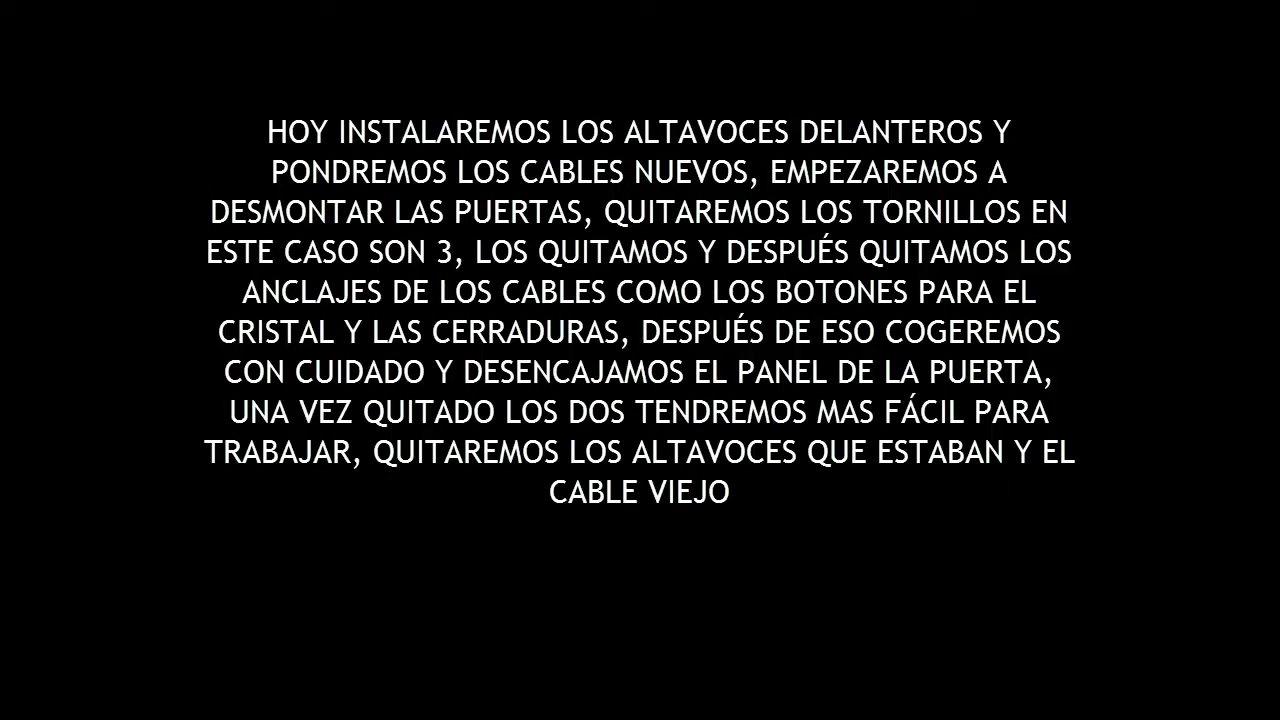 HOY INSTALAREMOS LOS ALTAVOCES DELANTEROS Y
PONDREMOS LOS CABLES NUEVOS, EMPEZAREMOS A
DESMONTAR LAS PUERTAS, QUITAREMOS LOS TORNILLOS EN
ESTE CASO SON 3, LOS QUITAMOS Y DESPUÉS QUITAMOS LOS
ANCLAJES DE LOS CABLES COMO LOS BOTONES PARA EL
CRISTAL Y LAS CERRADURAS, DESPUÉS DE ESO COGEREMOS
CON CUIDADO Y DESENCAJAMOS EL PANEL DE LA PUERTA,
UNA VEZ QUITADO LOS DOS TENDREMOS MAS FÁCIL PARA
TRABAJAR, QUITAREMOS LOS ALTAVOCES QUE ESTABAN Y EL
CABLE VIEJO